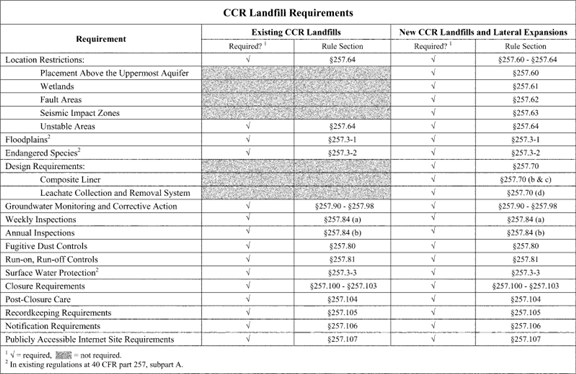 CCR Landfill Requirements
Requirement Existing CCR Landfills New CCR Landfills and Lateral Expansions
Required? 1 Rule Section Required? 1 Rule Section
Location Restrictions: √ §257.64 √ §257.60 - §257.64
Placement Above the Uppermost Aquifer √ §257.60
Wetlands √ §257.61
Fault Areas √ §257.62
Seismic Impact Zones √ §257.63
Unstable Areas √ §257.64 √ §257.64
Floodplains2 √ §257.3-1 √ §257.3-1
Endangered Species2 √ §257.3-2 √ §257.3-2
Design Requirements: √ §257.70
Composite Liner √ §257.70 (b & c)
Leachate Collection and Removal System √ §257.70 (d)
Groundwater Monitoring and Corrective Action √ §257.90 - §257.98 √ §257.90 - §257.98
Weekly Inspections √ §257.84 (a) √ §257.84 (a)
Annual Inspections √ §257.84 (b) √ §257.84 (b)
Fugitive Dust Controls √ §257.80 √ §257.80
Run-on, Run-off Controls √ §257.81 √ §257.81
Surface Water Protection2 √ §257.3-3 √ §257.3-3
Closure Requirements √ §257.100 - §257.103 √ §257.100 - §257.103
Post-Closure Care √ §257.104 √ §257.104
Recordkeeping Requirements √ §257.105 √ §257.105
Notification Requirements √ §257.106 √ §257.106
Publicly Accessible Internet Site Requirements √ §257.107 √ §257.107
1 √ = required, = not required.
2 In existing regulations at 40 CFR part 257, subpart A.